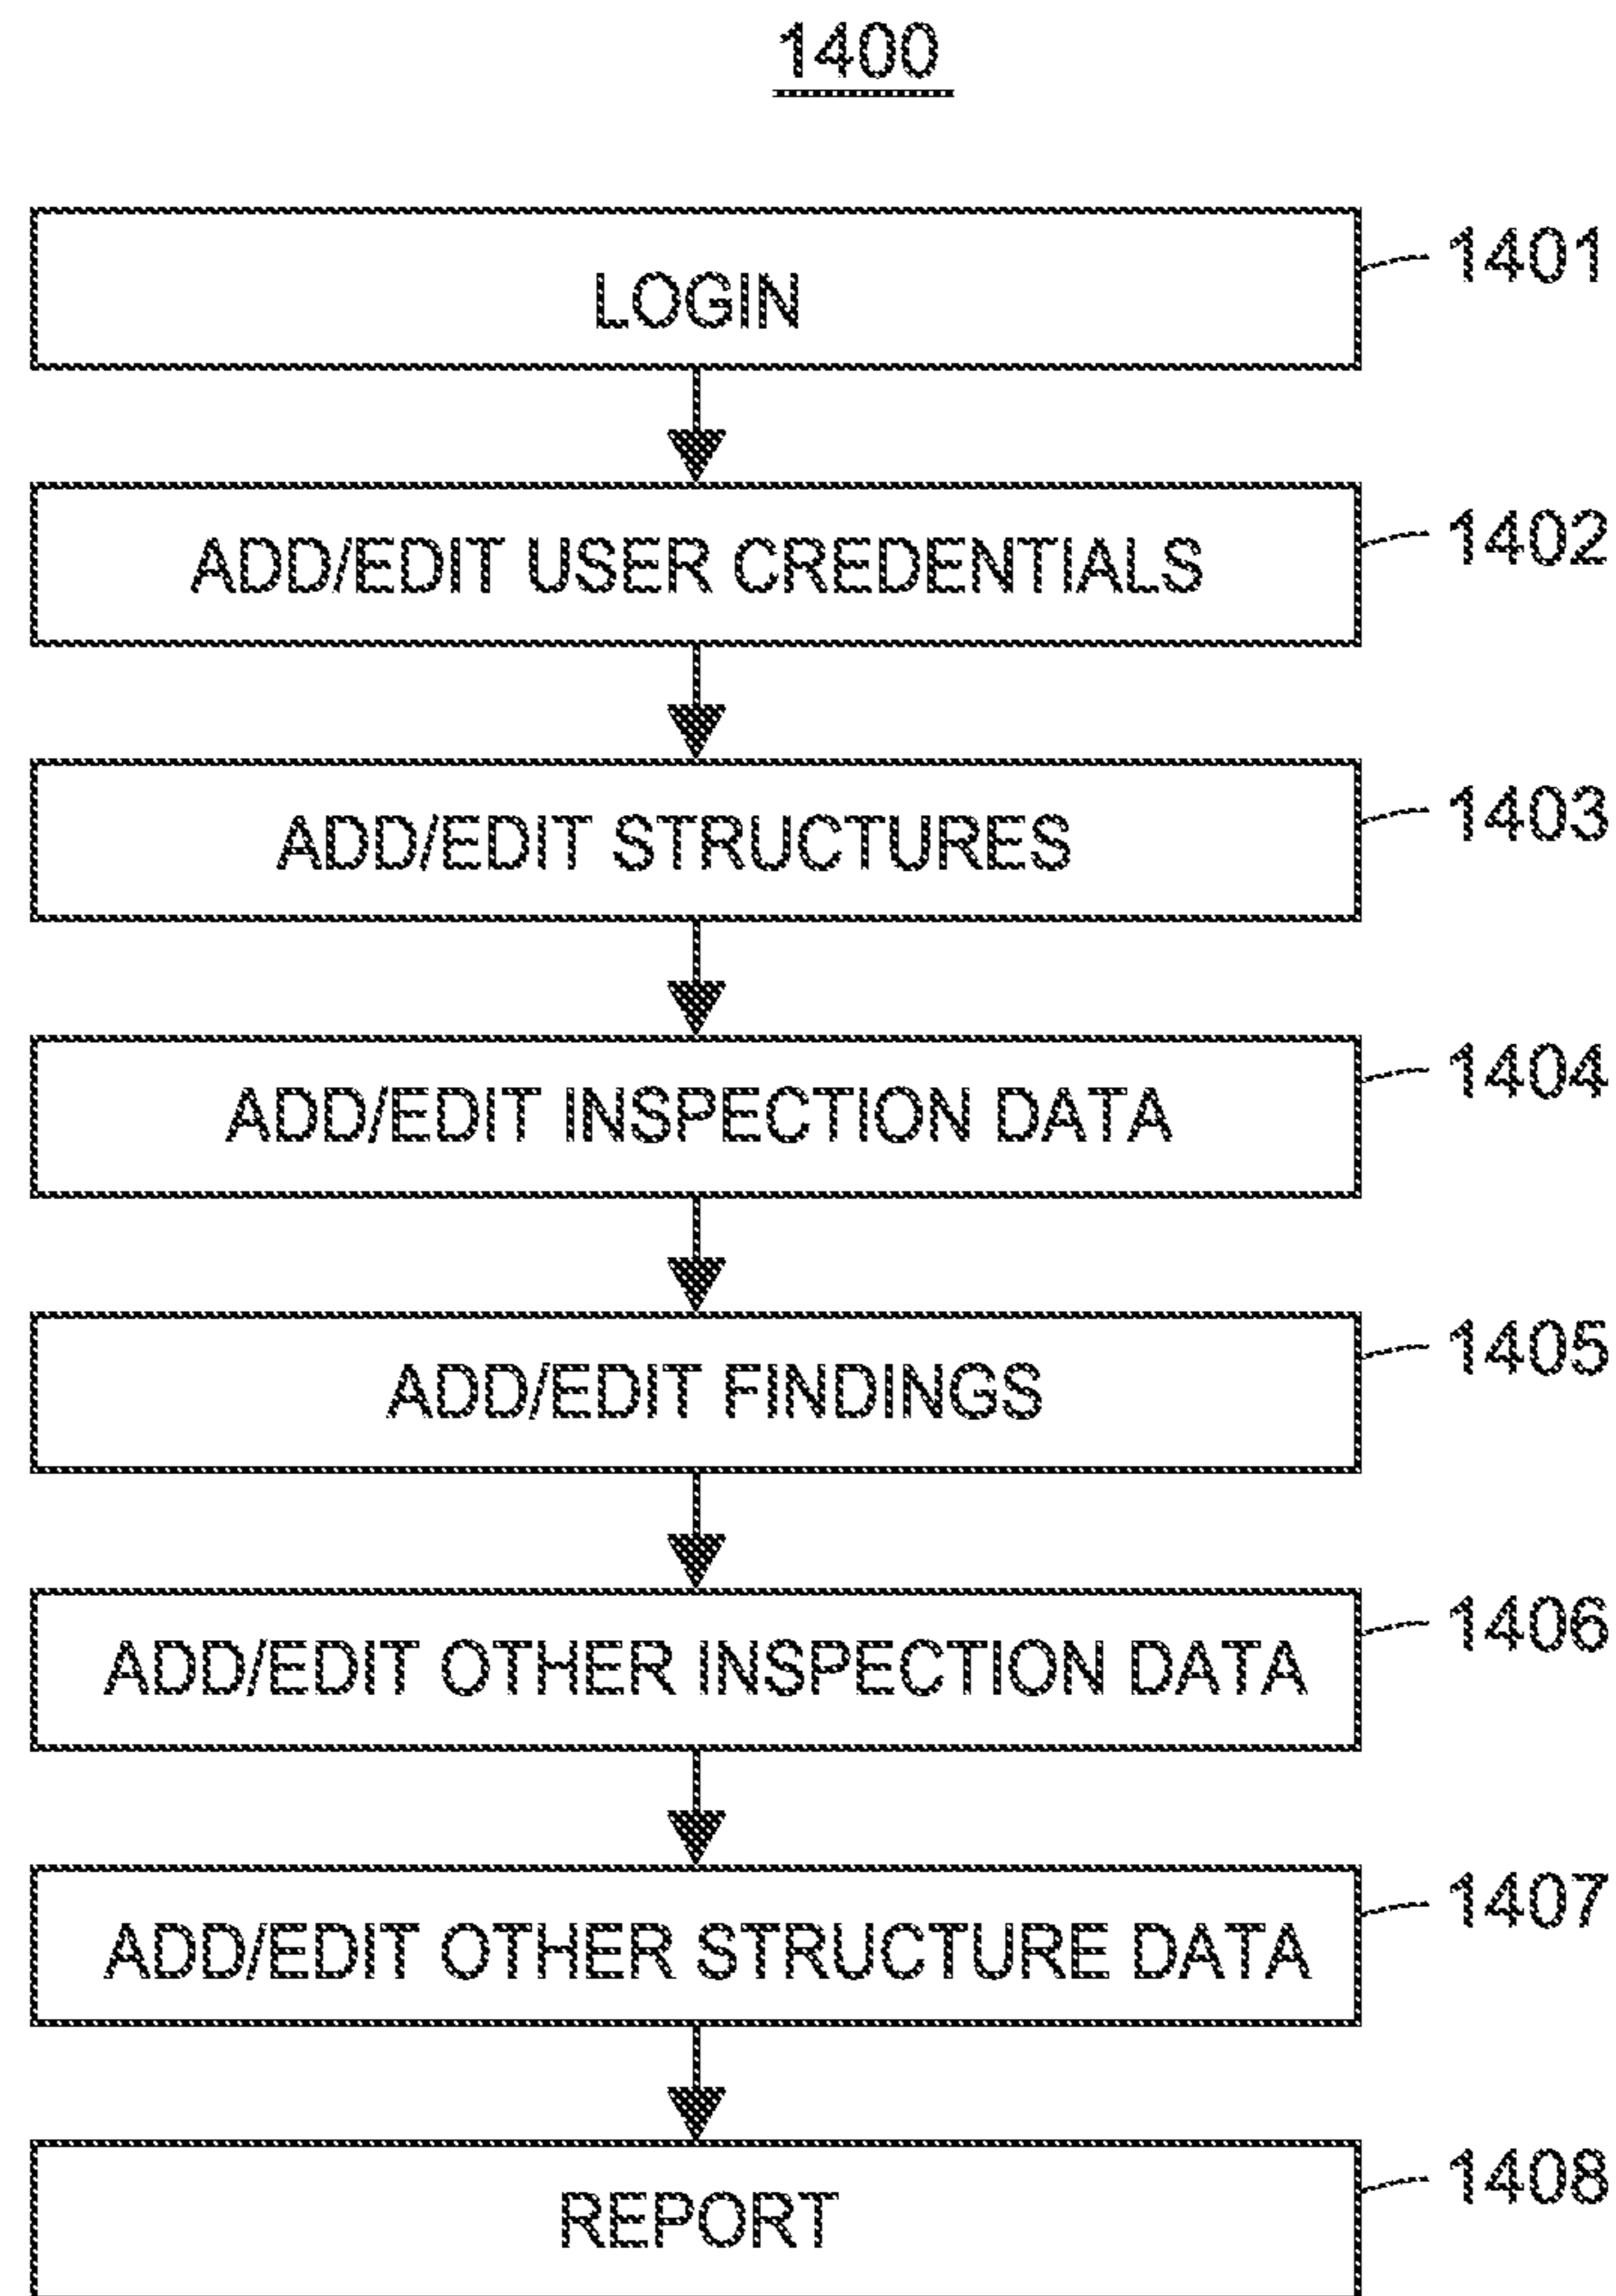 1400
LOGIN
1401
ADD/EDIT USER CREDENTIALS
1402
ADD/EDIT STRUCTURES
1403
ADD/EDIT INSPECTION DATA
1404
ADD/EDIT FINDINGS
1405
ADD/EDIT OTHER INSPECTION DATA
1406
ADD/EDIT OTHER STRUCTURE DATA
1407
REPORT
1408